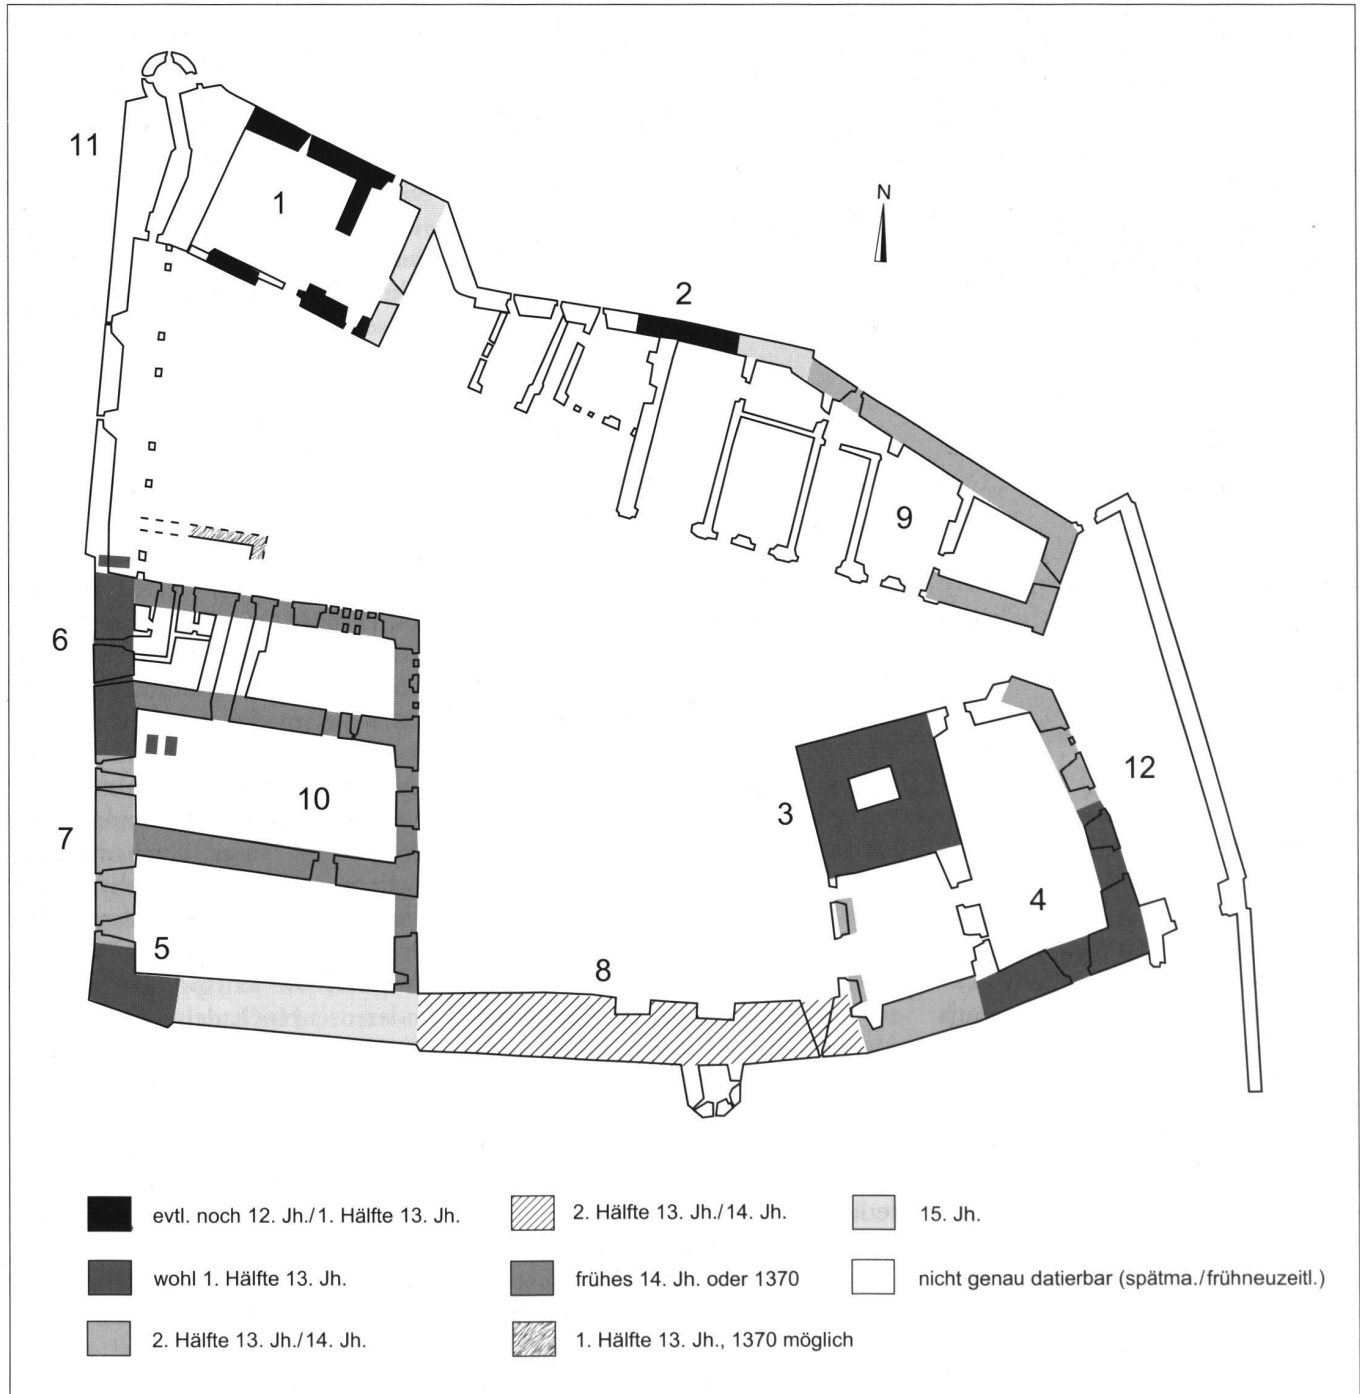 11
1
N
2
9
6
12
10
3
7
4
5
8
evtl. noch 12. Jh./1. Hälfte 13. Jh.
2. Hälfte 13. Jh./14. Jh.
15. Jh.
wohl 1. Hälfte 13. Jh.
frühes 14. Jh. oder 1370
nicht genau datierbar (spätma./frühneuzeitl.)
2. Hälfte 13. Jh./14. Jh.
1. Hälfte 13. Jh., 1370 möglich